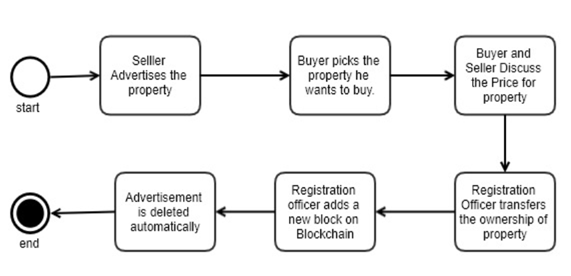 Selller
Advertises the
property
Buyer picks the
property he
wants to buy.
Buyer and
Seller Discuss
the Price for
property
start
Registration
Officer transfers
the ownership of
property
Registration
officer adds a
new block on
Blockchain
Advertisement
is deleted
automatically
end